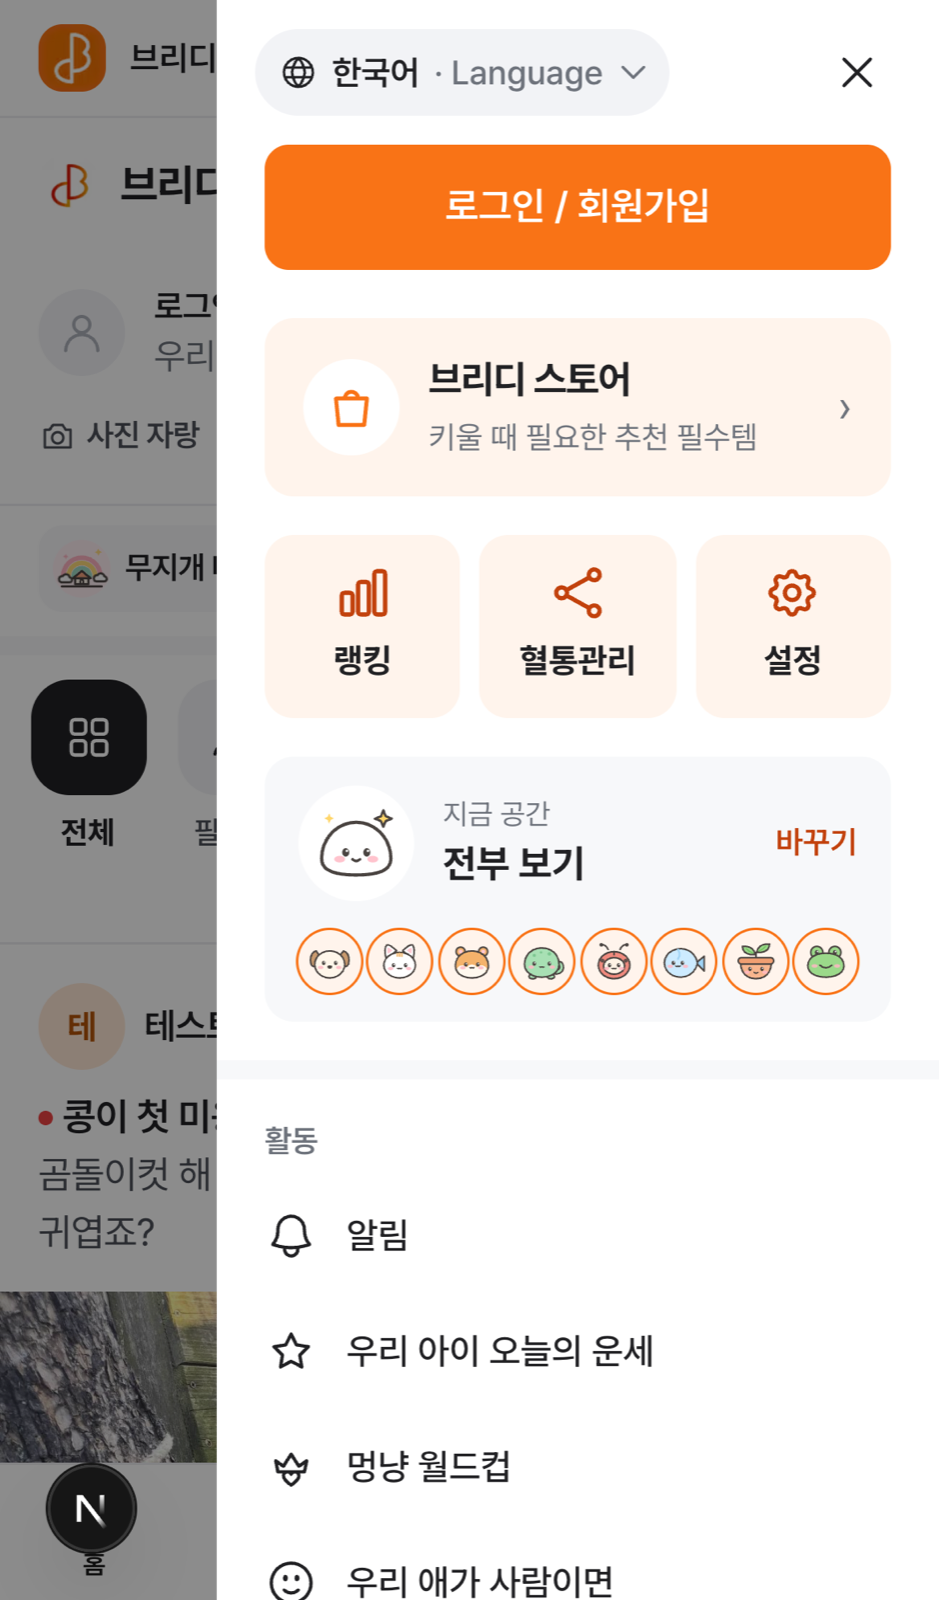 브리디
한국어 · Language
로그인 / 회원가입
브리디
브리디 스토어
키울 때 필요한 추천 필수템
우리
사진 자랑
랭킹
혈통관리
설정
무지개
전체
지금 공간
전부 보기
바꾸기
테
테스트
콩이 첫
곰돌이컷 해
귀엽죠?
활동
알림
우리 아이 오늘의 운세
멍냥 월드컵
우리 애가 사람이면
N
홈